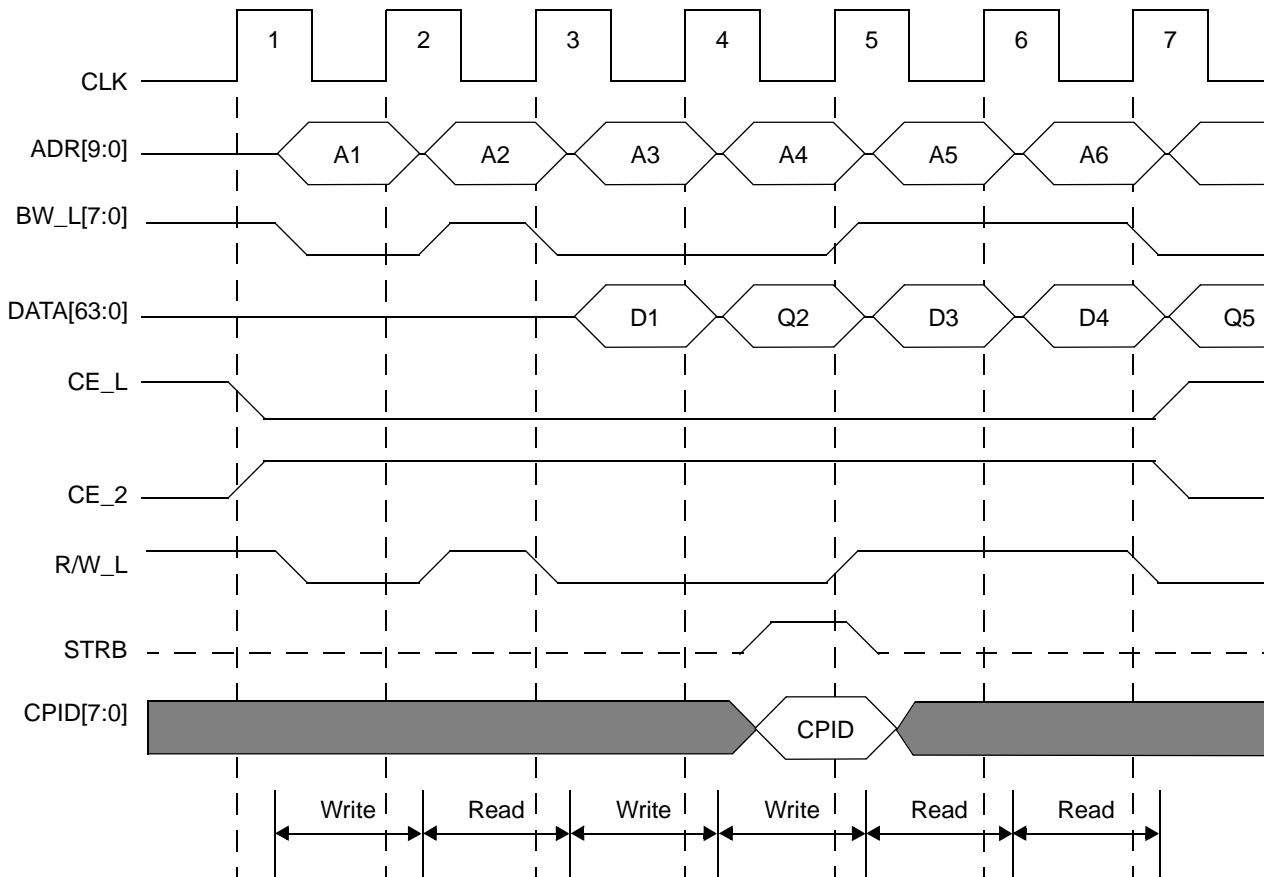 1 2 3 4 5 6 7
CLK
ADR[9:0] A1 A2 A3 A4 A5 A6
BW_L[7:0]
DATA[63:0] D1 Q2 D3 D4 Q5
CE_L
CE_2
R/W_L
STRB
CPID[7:0] CPID
Write Read Write Write Read Read